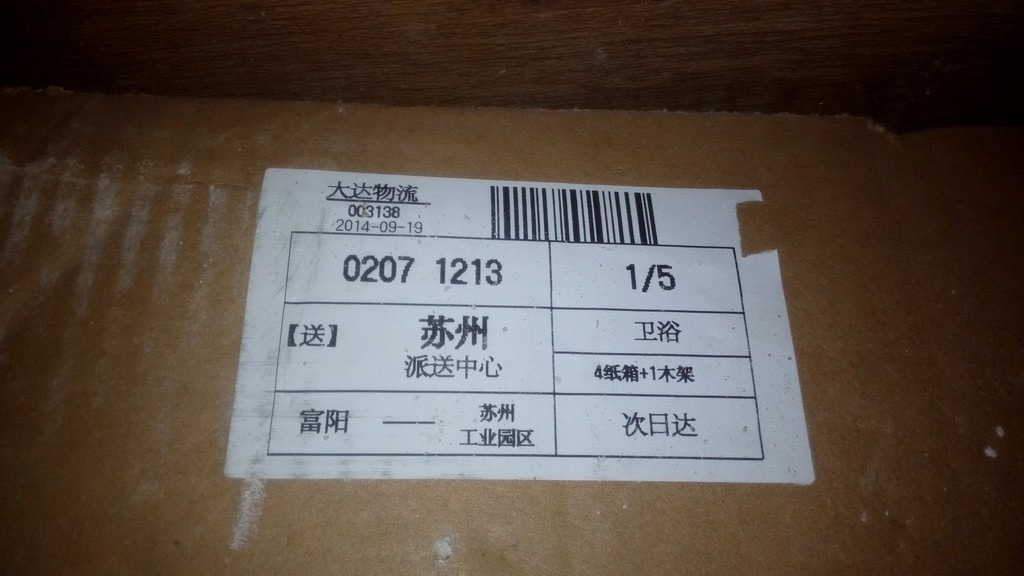 大达物流
003138
2014-09-19
0207 1213
1/5
【送】
苏州
派送中心
卫浴
4纸箱+1木架
富阳 —— 苏州
工业园区
次日达